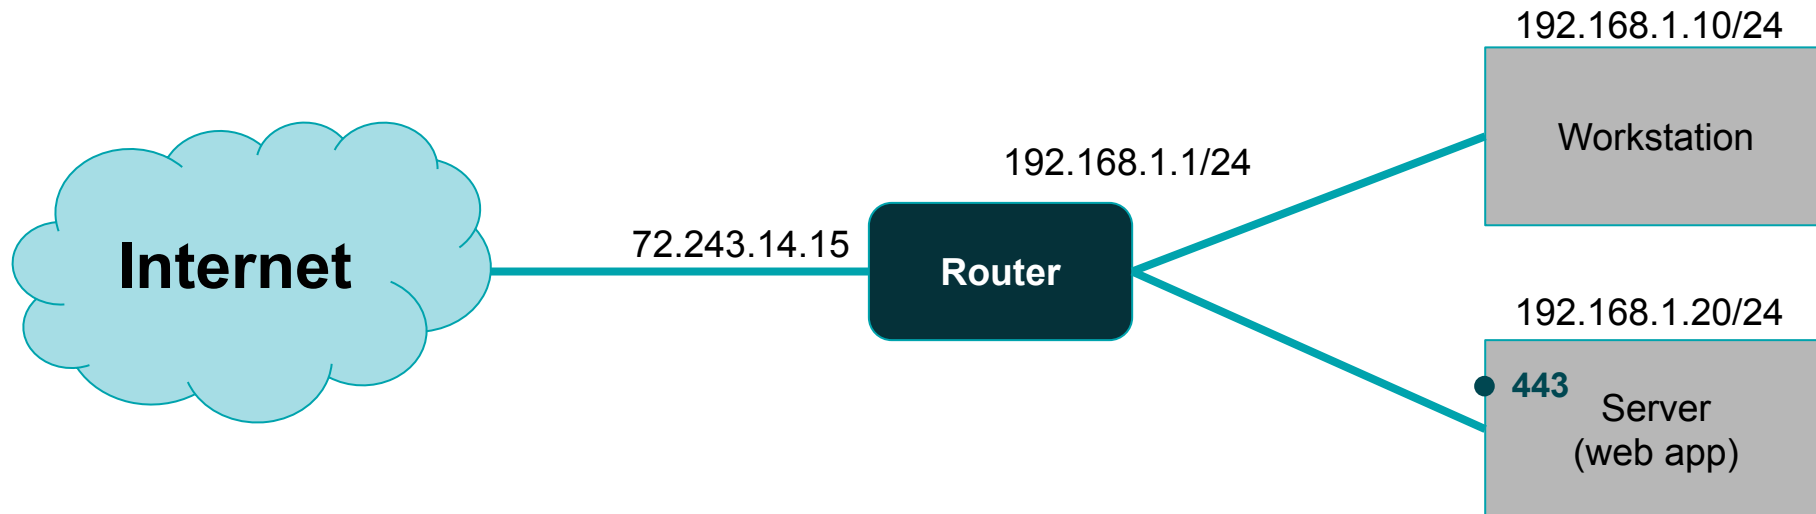 192.168.1.10/24
Workstation
192.168.1.1/24
72.243.14.15
Internet
Router
192.168.1.20/24
443
Server
(web app)